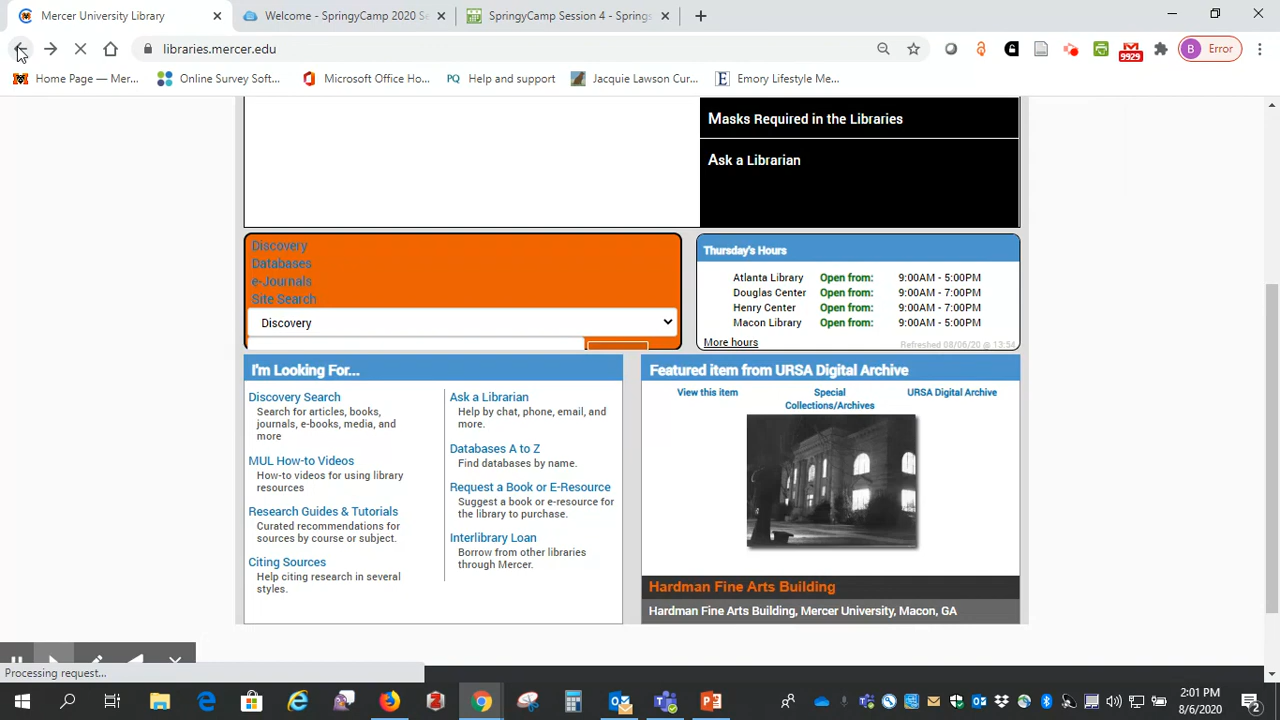 Mercer University Library
Welcome - SpringyCamp 2020 S
SpringyCamp Session 4 - Springs
libraries.mercer.edu
9929
B
Error
Home Page — Mer...
Online Survey Soft...
Microsoft Office Ho...
PQ
Help and support
Jacquie Lawson Cur...
E
Emory Lifestyle Me...
Masks Required in the Libraries
Ask a Librarian
Discovery
Databases
e-Journals
Site Search
Discovery
Thursday's Hours
Atlanta Library Open from: 9:00AM - 5:00PM
Douglas Center Open from: 9:00AM - 7:00PM
Henry Center Open from: 9:00AM - 7:00PM
Macon Library Open from: 9:00AM - 5:00PM
More hours
Refreshed 08/06/20 @ 13:54
I'm Looking For...
Discovery Search
Search for articles, books,
journals, e-books, media, and
more
MUL How-to Videos
How-to videos for using library
resources
Research Guides & Tutorials
Curated recommendations for
sources by course or subject.
Citing Sources
Help citing research in several
styles.
Ask a Librarian
Help by chat, phone, email, and
more.
Databases A to Z
Find databases by name.
Request a Book or E-Resource
Suggest a book or e-resource for
the library to purchase.
Interlibrary Loan
Borrow from other libraries
through Mercer.
Featured item from URSA Digital Archive
View this item
Special
Collections/Archives
URSA Digital Archive
Hardman Fine Arts Building
Hardman Fine Arts Building, Mercer University, Macon, GA
Processing request...
2:01 PM
8/6/2020
2